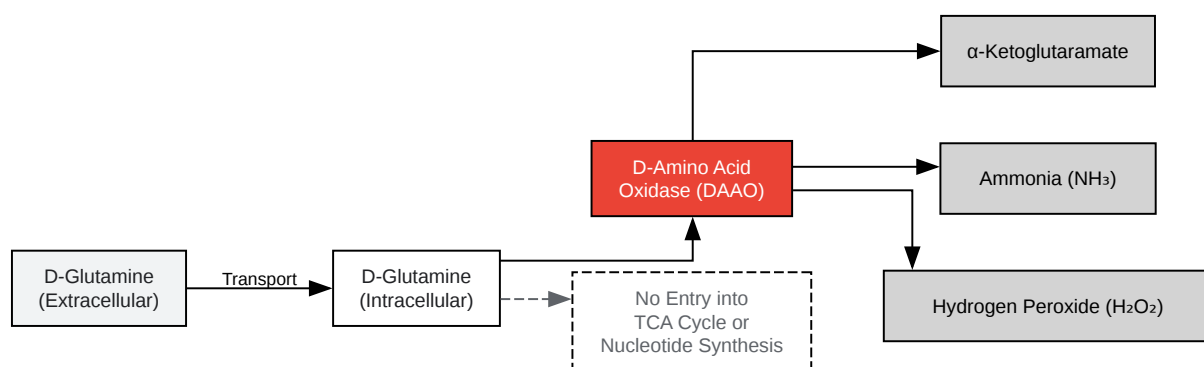 α-Ketoglutaramate
D-Amino Acid
Oxidase (DAAO)
Ammonia (NH₃)
D-Glutamine
(Extracellular)
Transport
D-Glutamine
(Intracellular)
No Entry into
TCA Cycle or
Nucleotide Synthesis
Hydrogen Peroxide (H₂O₂)